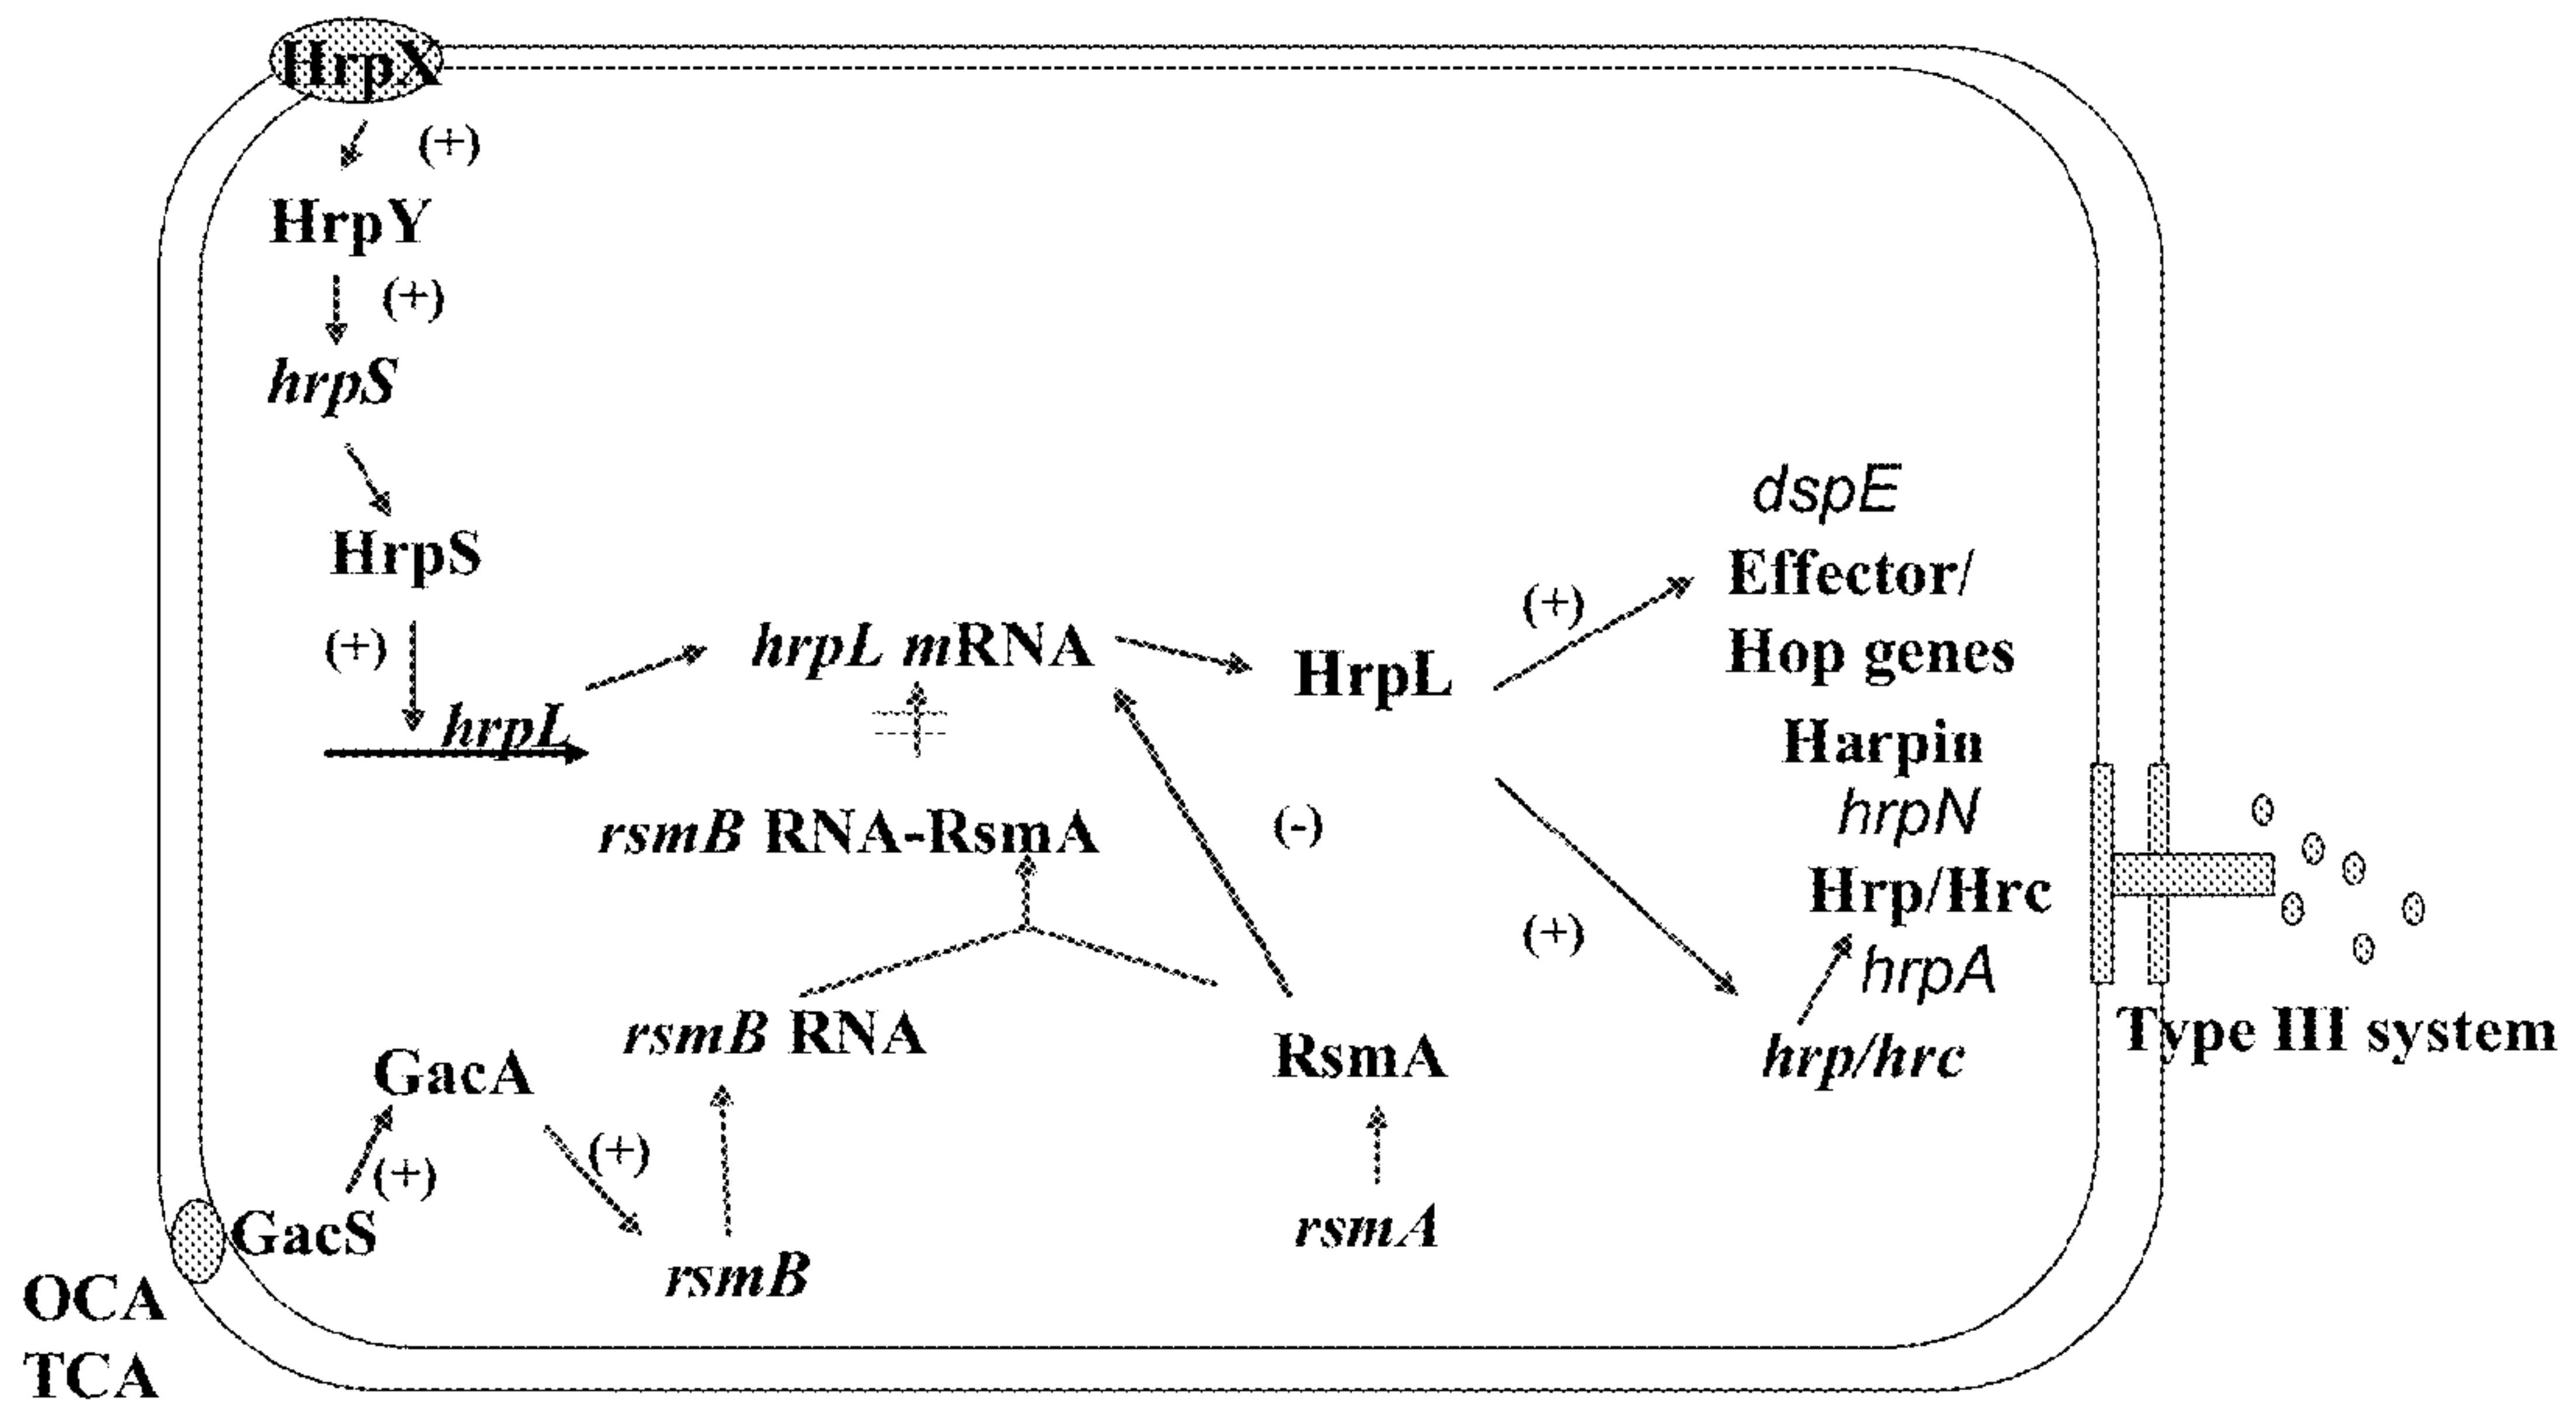 HrpX
(+)
HrpY
(+)
hrpS
HrpS
(+)
hrpL
hrpL mRNA
HrpL
(+)
dspE
Effector/
Hop genes
Harpin
hrpN
Hrp/Hrc
hrpA
hrp/hrc
(+)
(-)
rsmB RNA-RsmA
rsmB RNA
RsmA
rsmA
GacA
(+)
(+)
GacS
rsmB
OCA
TCA
Type III system